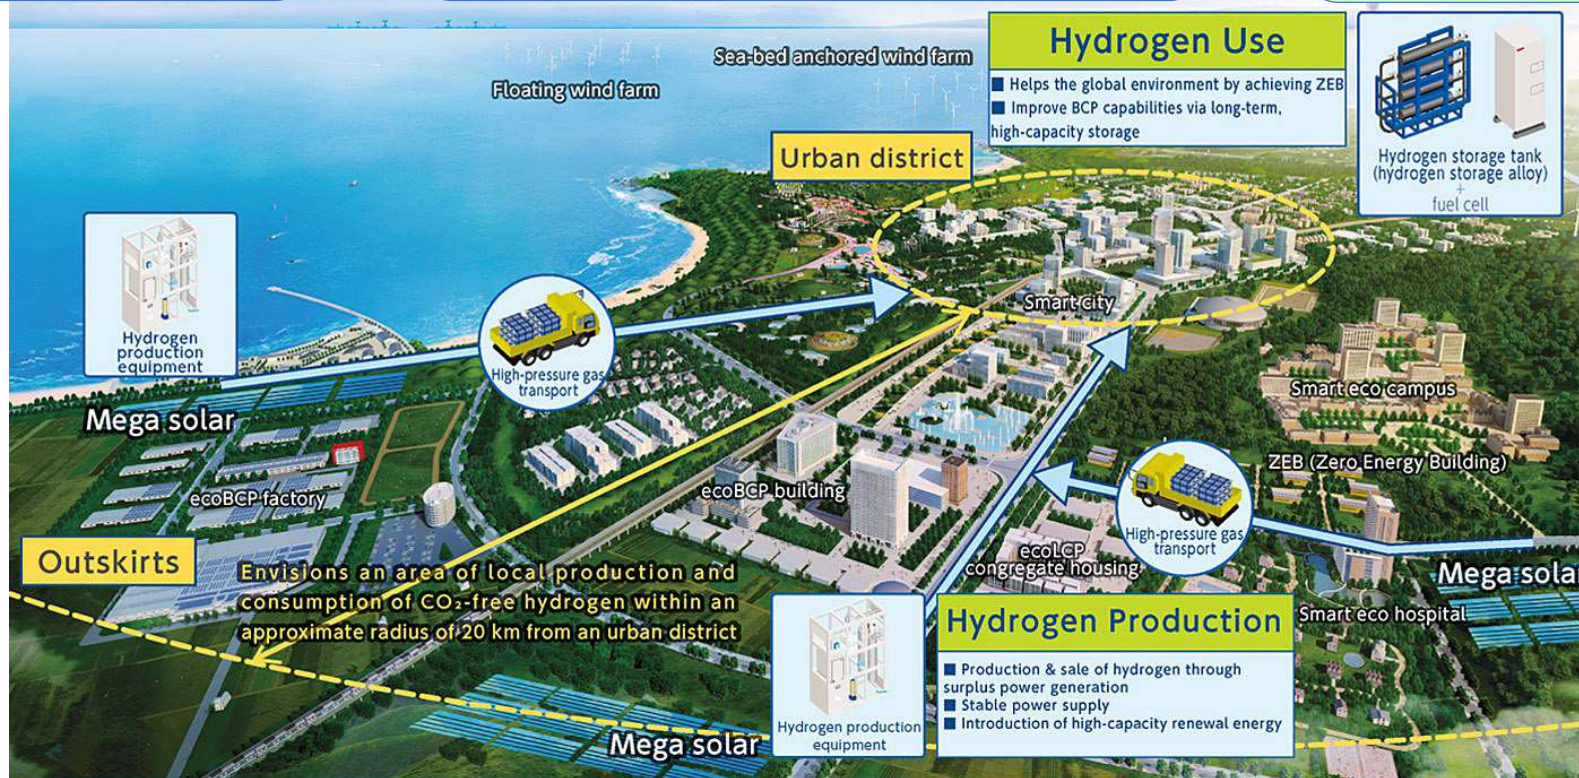 Sea-bed anchored wind farm
Floating wind farm
Hydrogen Use
■ Helps the global environment by achieving ZEB
■ Improve BCP capabilities via long-term,
high-capacity storage
Hydrogen storage tank
(hydrogen storage alloy)
+
fuel cell
Urban district
Smart city
Hydrogen
production
equipment
High-pressure gas
transport
Mega solar
ecoBCP factory
ecoBCP building
Smart eco campus
ZEB (Zero Energy Building)
High-pressure gas
transport
ecoLCP
congregate housing
Mega solar
Smart eco hospital
Outskirts
Envisions an area of local production and
consumption of CO₂-free hydrogen within an
approximate radius of 20 km from an urban district
Hydrogen Production
■ Production & sale of hydrogen through
surplus power generation
■ Stable power supply
■ Introduction of high-capacity renewal energy
Hydrogen production
equipment
Mega solar